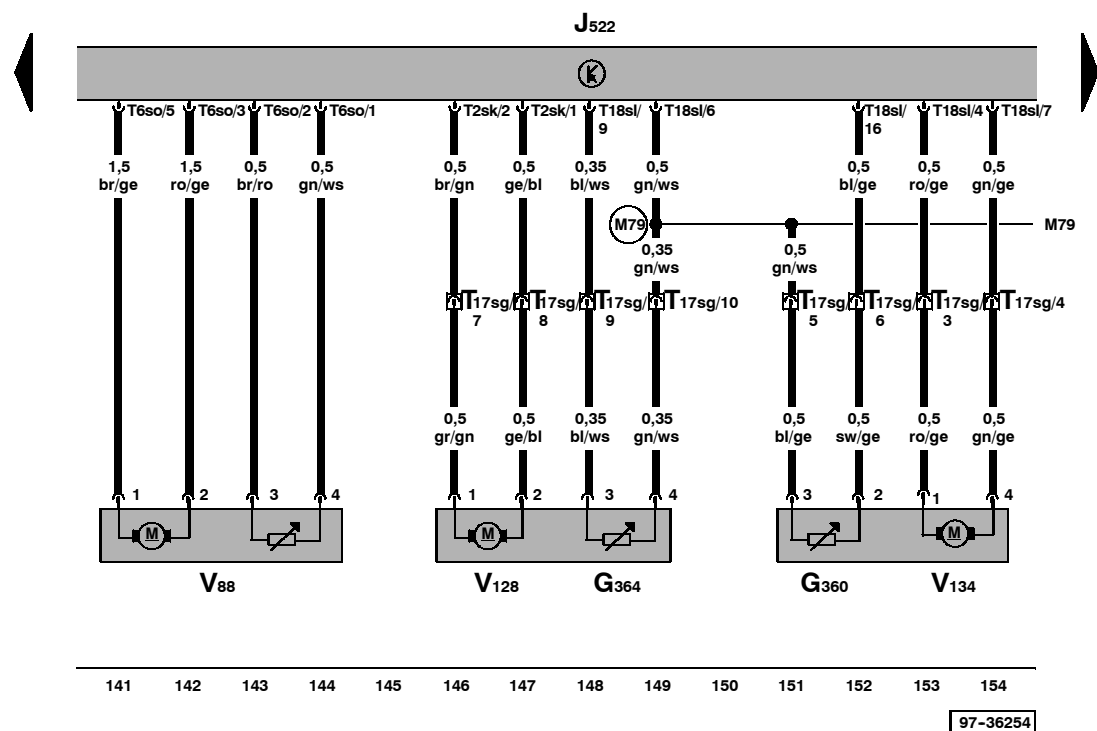 J522
T6so/5 T6so/3 T6so/2 T6so/1 T2sk/2 T2sk/1 T18sl/ T18sl/6 T18sl/ T18sl/4 T18sl/7
9 16
1,5 1,5 0,5 0,5 0,5 0,5 0,35 0,5 0,5 0,5 0,5
br/ge ro/ge br/ro gn/ws br/gn ge/bl bl/ws gn/ws bl/ge ro/ge gn/ge
M79 M79
0,35 0,5
gn/ws gn/ws
T17sg/ T17sg/ T17sg/ T17sg/10 T17sg/ T17sg/ T17sg/ T17sg/4
7 8 9 5 6 3
0,5 0,5 0,35 0,35 0,5 0,5 0,5 0,5
gr/gn ge/bl bl/ws gn/ws bl/ge sw/ge ro/ge gn/ge
1 2 3 4 1 2 3 4 3 2 1 4
M M M
V88 V128 G364 G360 V134
141 142 143 144 145 146 147 148 149 150 151 152 153 154
97-36254